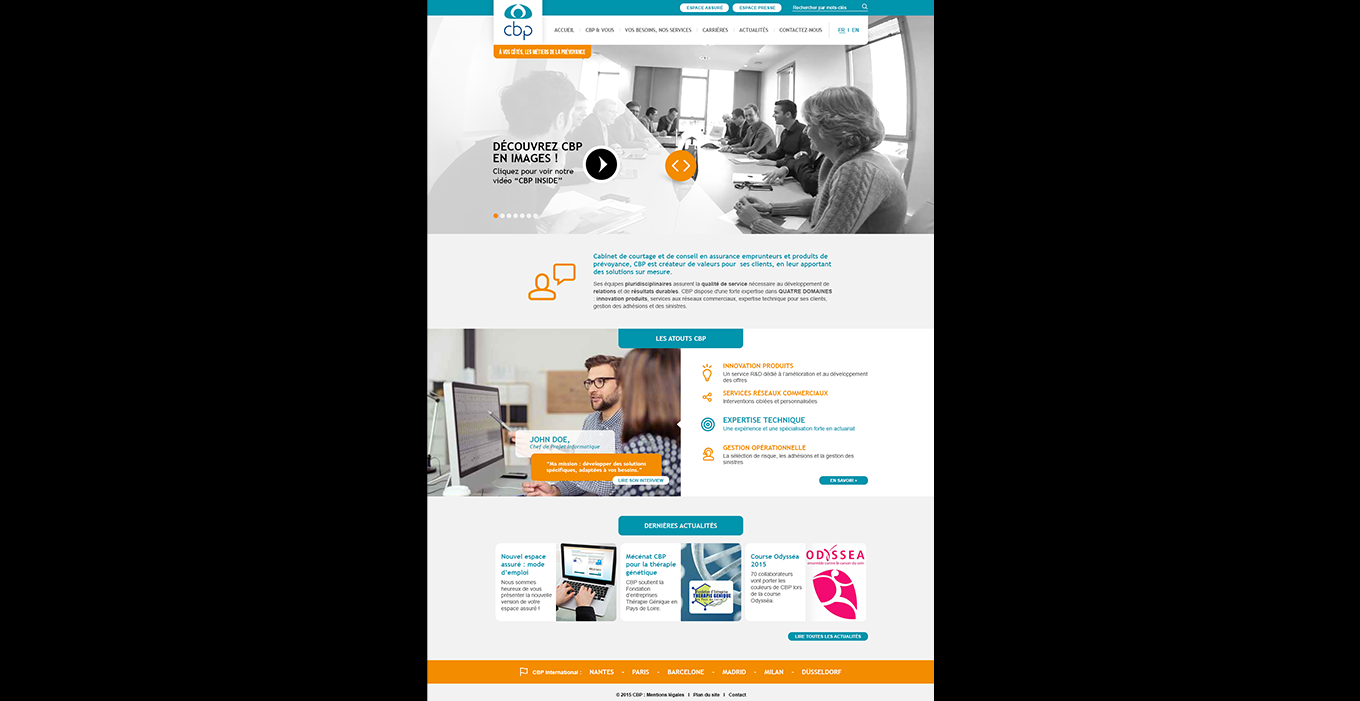 ESPACE ASSURÉ
ESPACE PRESSE
Rechercher par mots-clés
cbp
À VOS CÔTÉS, LES MÉTIERS DE LA PRÉVOYANCE
ACCUEIL
CBP & VOUS
VOS BESOINS, NOS SERVICES
CARRIÈRES
ACTUALITÉS
CONTACTEZ-NOUS
FR I EN
DÉCOUVREZ CBP
EN IMAGES !
Cliquez pour voir notre
vidéo “CBP INSIDE”
Cabinet de courtage et de conseil en assurance emprunteurs et produits de
prévoyance, CBP est créateur de valeurs pour ses clients, en leur apportant
des solutions sur mesure.
Ses équipes pluridisciplinaires assurent la qualité de service nécessaire au développement de
relations et de résultats durables. CBP dispose d'une forte expertise dans QUATRE DOMAINES
: innovation produits, services aux réseaux commerciaux, expertise technique pour ses clients,
gestion des adhésions et des sinistres.
LES ATOUTS CBP
JOHN DOE,
Chef de Projet Informatique
“Ma mission : développer des solutions
spécifiques, adaptées à vos besoins.”
LIRE SON INTERVIEW
INNOVATION PRODUITS
Un service R&D dédié à l'amélioration et au développement
des offres
SERVICES RÉSEAUX COMMERCIAUX
Interventions ciblées et personnalisées
EXPERTISE TECHNIQUE
Une expérience et une spécialisation forte en actuariat
GESTION OPÉRATIONNELLE
La sélection de risque, les adhésions et la gestion des
sinistres
EN SAVOIR +
DERNIÈRES ACTUALITÉS
Nouvel espace
assuré : mode
d'emploi
Nous sommes
heureux de vous
présenter la nouvelle
version de votre
espace assuré !
Mécénat CBP
pour la thérapie
génétique
CBP soutient la
Fondation
d'entreprises
Thérapie Génique en
Pays de Loire.
THÉRAPIE GÉNIQUE
Course Odysséa
2015
70 collaborateurs
vont porter les
couleurs de CBP lors
de la course
Odysséa.
ODYSSEA
LIRE TOUTES LES ACTUALITÉS
CBP International : NANTES - PARIS - BARCELONE - MADRID - MILAN - DÜSSELDORF
© 2015 CBP : Mentions légales I Plan du site I Contact